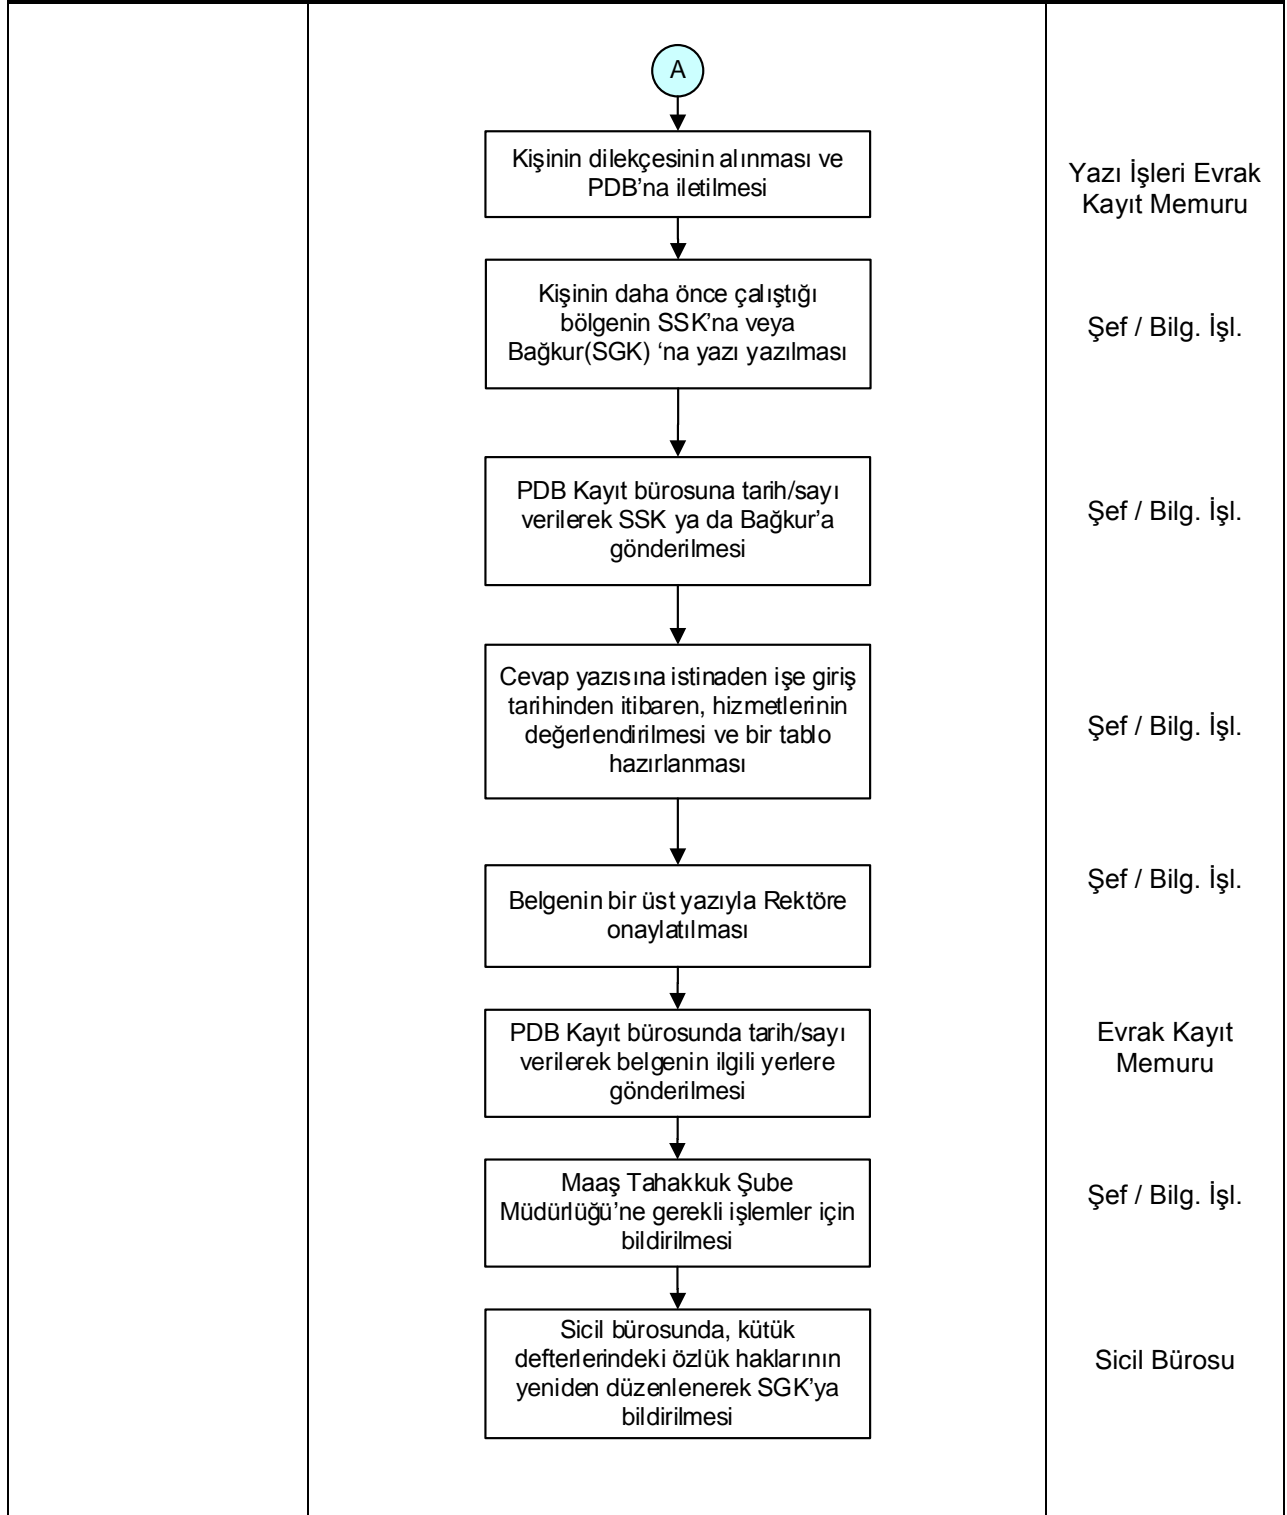 A
Kişinin dilekçesinin alınması ve
PDB’na iletilmesi
Yazı İşleri Evrak
Kayıt Memuru
Kişinin daha önce çalıştığı
bölgenin SSK’na veya
Bağkur(SGK) ‘na yazı yazılması
Şef / Bilg. İşl.
PDB Kayıt bürosuna tarih/sayı
verilerek SSK ya da Bağkur’a
gönderilmesi
Şef / Bilg. İşl.
Cevap yazısına istinaden işe giriş
tarihinden itibaren, hizmetlerinin
değerlendirilmesi ve bir tablo
hazırlanması
Şef / Bilg. İşl.
Belgenin bir üst yazıyla Rektöre
onaylatılması
Şef / Bilg. İşl.
PDB Kayıt bürosunda tarih/sayı
verilerek belgenin ilgili yerlere
gönderilmesi
Evrak Kayıt
Memuru
Maaş Tahakkuk Şube
Müdürlüğü’ne gerekli işlemler için
bildirilmesi
Şef / Bilg. İşl.
Sicil bürosunda, kütük
defterlerindeki özlük haklarının
yeniden düzenlenerek SGK’ya
bildirilmesi
Sicil Bürosu